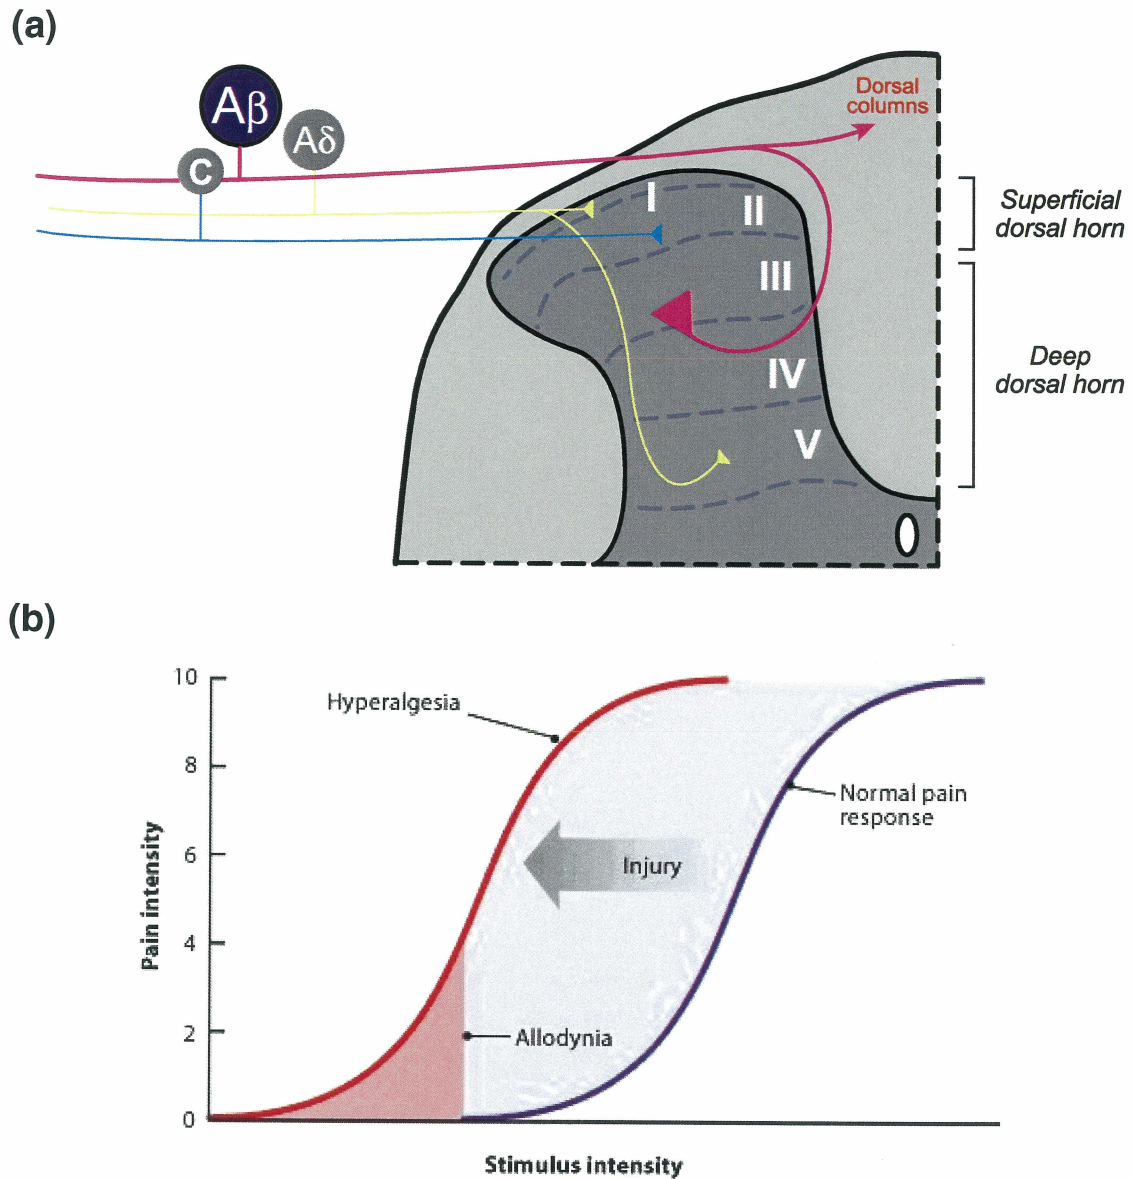 (a)
Aβ
Aδ
C
Dorsal
columns
I
II
III
IV
V
Superficial
dorsal horn
Deep
dorsal horn
(b)
10
8
6
4
2
0
Pain intensity
Hyperalgesia
Normal pain
response
Injury
Allodynia
Stimulus intensity